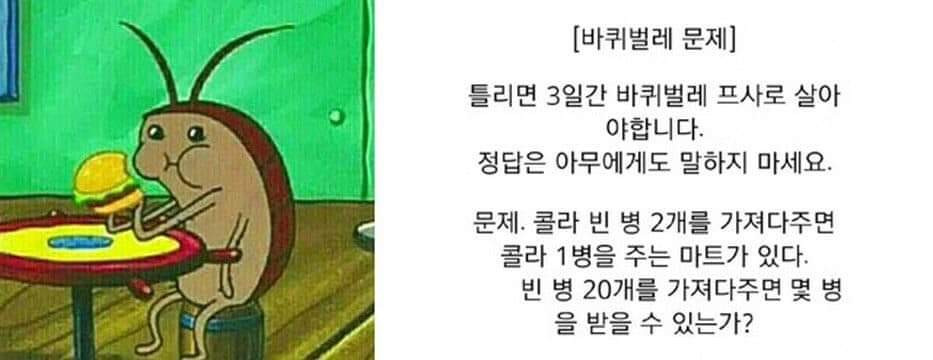 [바퀴벌레 문제]
틀리면 3일간 바퀴벌레 프사로 살아
야합니다.
정답은 아무에게도 말하지 마세요.
문제. 콜라 빈 병 2개를 가져다주면
콜라 1병을 주는 마트가 있다.
빈 병 20개를 가져다주면 몇 병
을 받을 수 있는가?